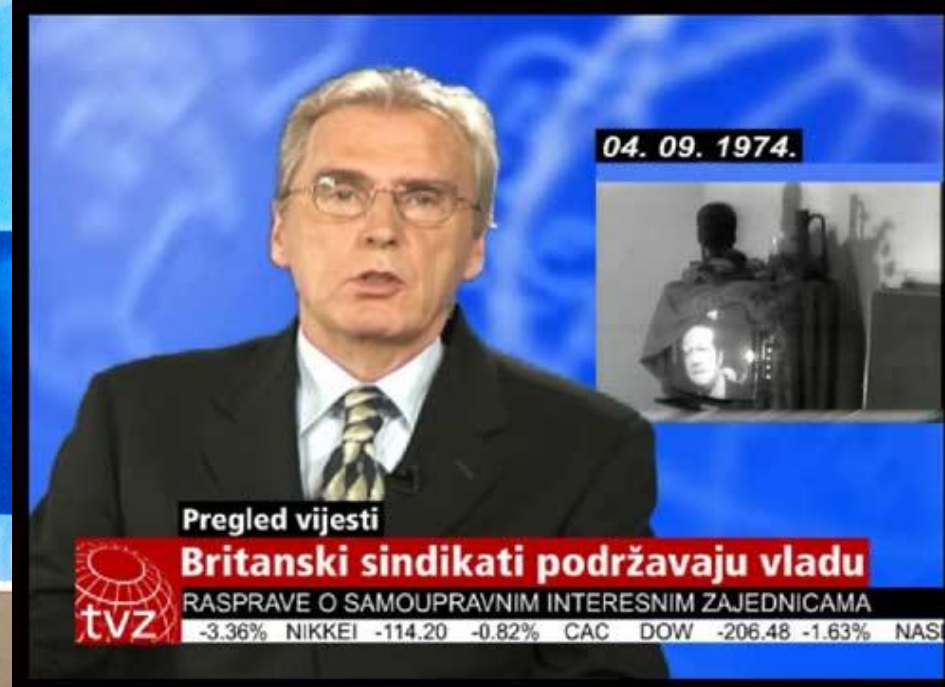 04. 09. 1974.
Pregled vijesti
Britanski sindikati podržavaju vladu
RASPRAVE O SAMOUPRAVNIM INTERESNIM ZAJEDNICAMA
tvz
-3.36% NIKKEI -114.20 -0.82% CAC DOW -206.48 -1.63%